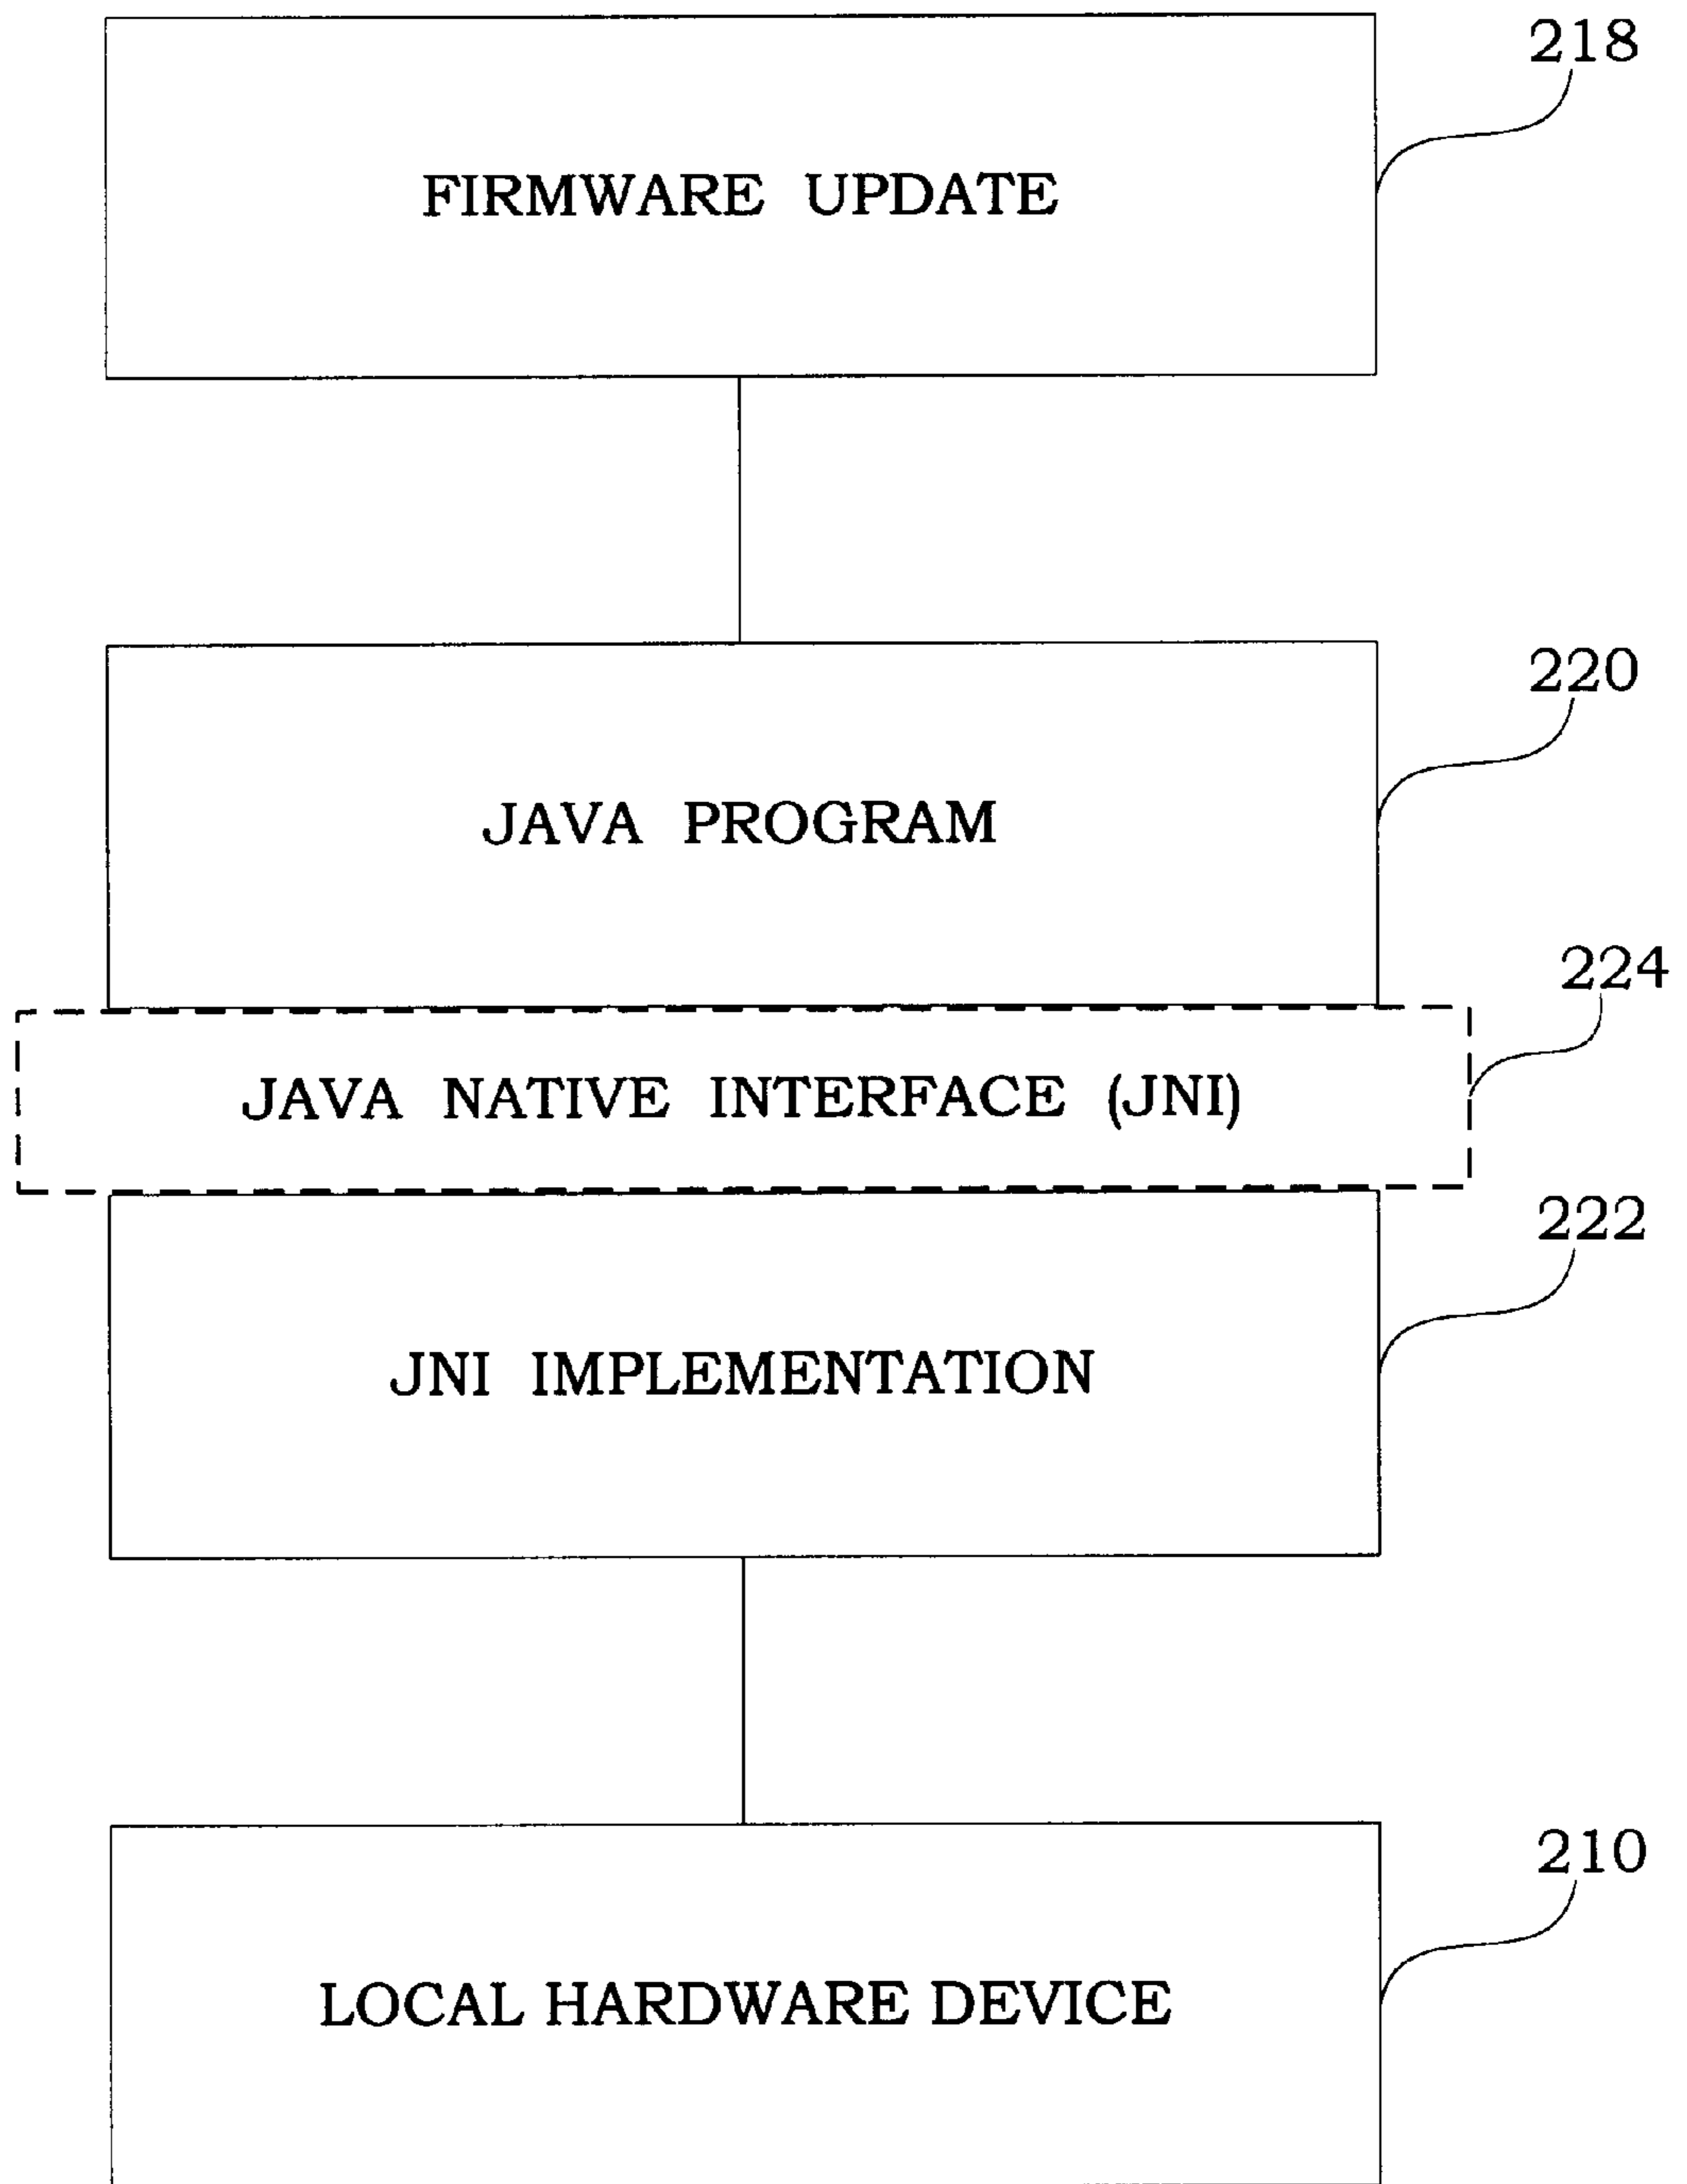 218
FIRMWARE UPDATE
220
JAVA PROGRAM
224
JAVA NATIVE INTERFACE (JNI)
222
JNI IMPLEMENTATION
210
LOCAL HARDWARE DEVICE